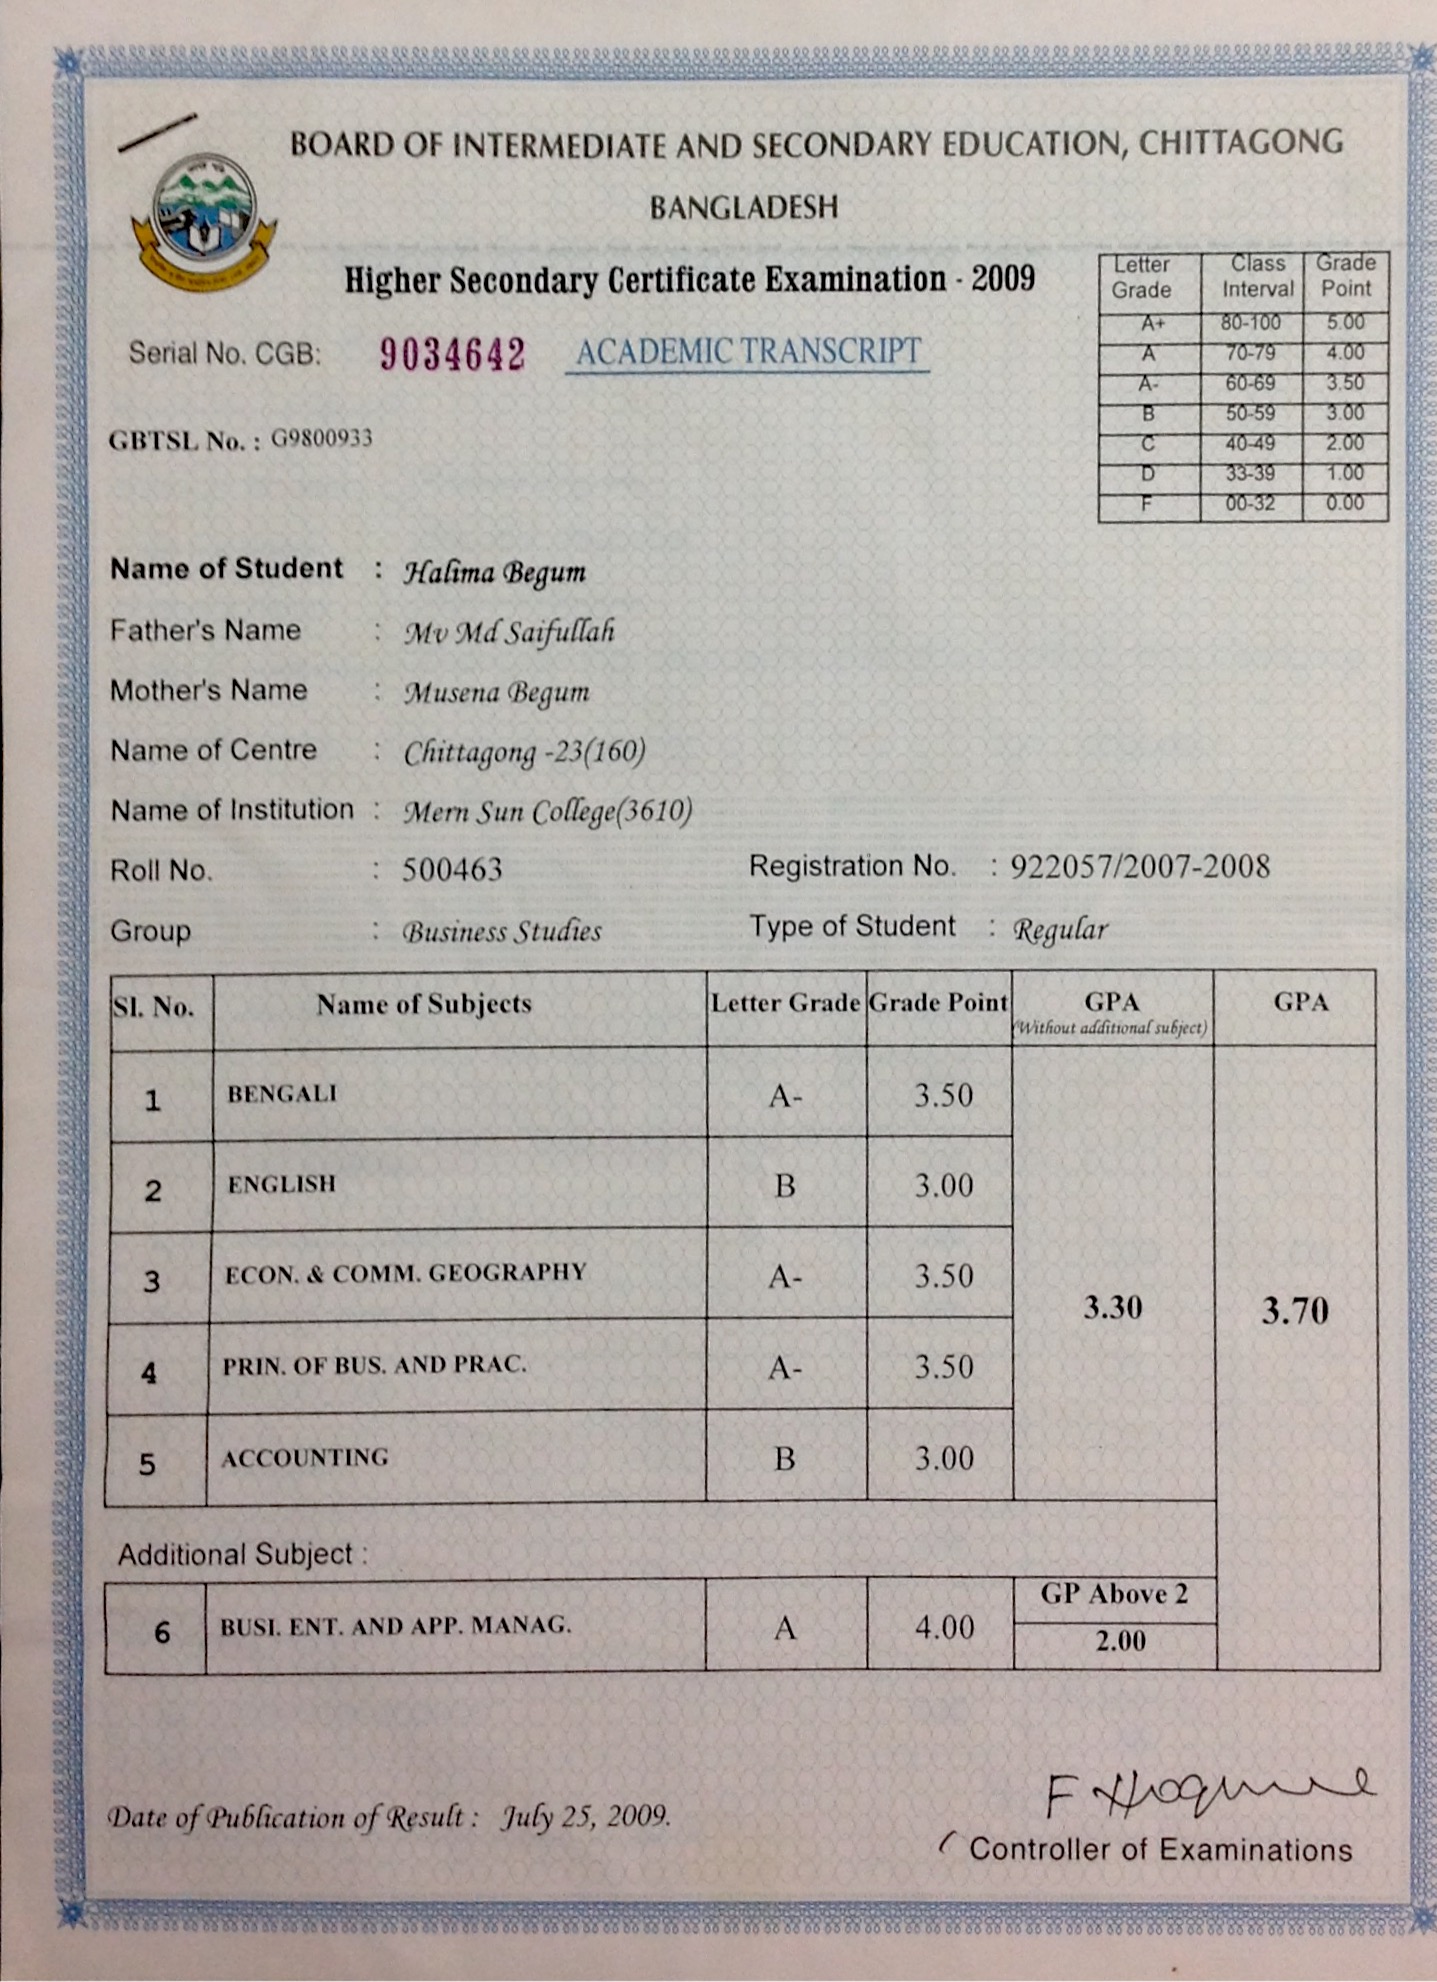 BOARD OF INTERMEDIATE AND SECONDARY EDUCATION, CHITTAGONG
BANGLADESH
Higher Secondary Certificate Examination - 2009
Serial No. CGB: 9034642 ACADEMIC TRANSCRIPT
GBTSL No. : G9800933
Letter Grade Class Interval Grade Point
A+ 80-100 5.00
A 70-79 4.00
A- 60-69 3.50
B 50-59 3.00
C 40-49 2.00
D 33-39 1.00
F 00-32 0.00
Name of Student : Halima Begum
Father's Name : Mv Md Saifullah
Mother's Name : Musena Begum
Name of Centre : Chittagong -23(160)
Name of Institution : Mern Sun College(3610)
Roll No. : 500463 Registration No. : 922057/2007-2008
Group : Business Studies Type of Student : Regular
Sl. No. Name of Subjects Letter Grade Grade Point GPA (Without additional subject) GPA
1 BENGALI A- 3.50
2 ENGLISH B 3.00
3 ECON. & COMM. GEOGRAPHY A- 3.50
3.30 3.70
4 PRIN. OF BUS. AND PRAC. A- 3.50
5 ACCOUNTING B 3.00
Additional Subject :
GP Above 2
6 BUSI. ENT. AND APP. MANAG. A 4.00
2.00
Date of Publication of Result : July 25, 2009.
Controller of Examinations